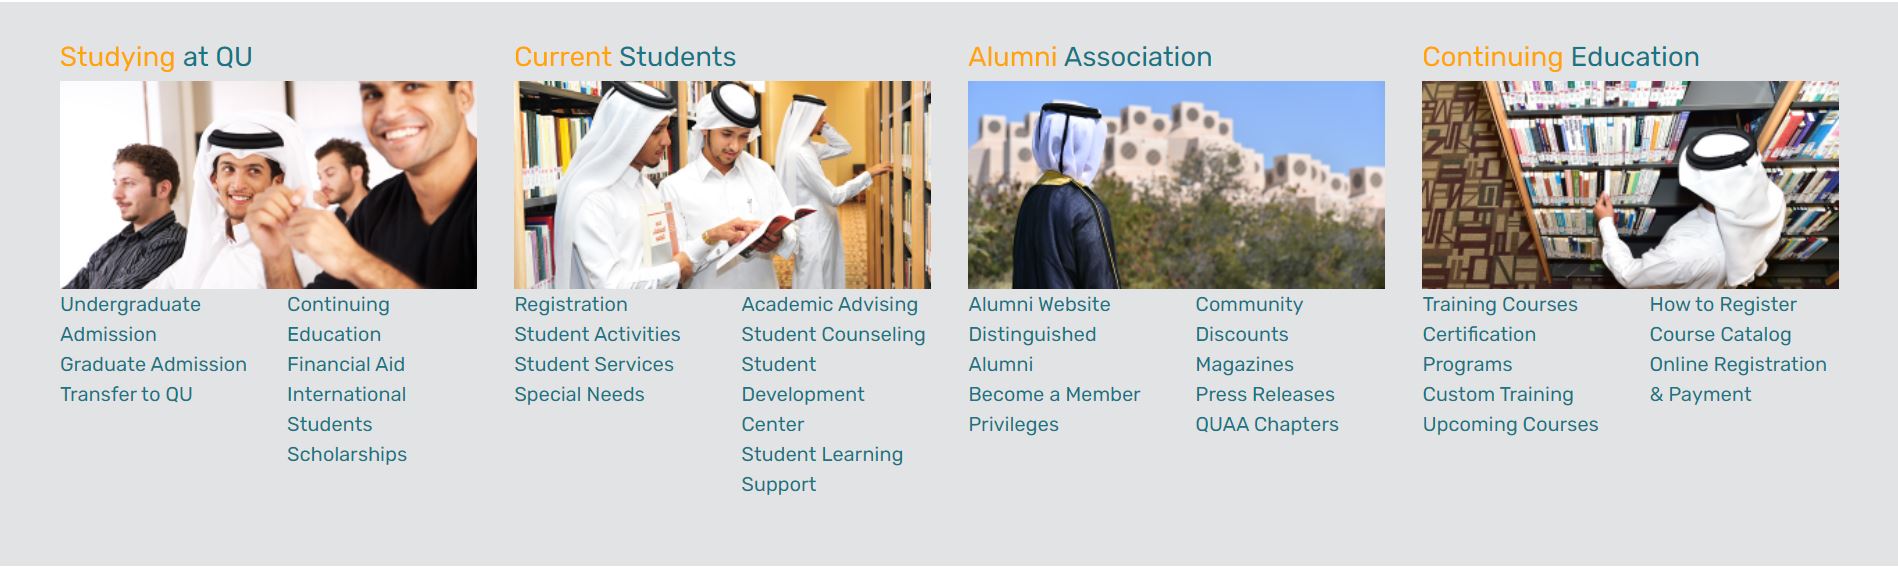 Studying at QU
Undergraduate
Admission
Graduate Admission
Transfer to QU
Continuing
Education
Financial Aid
International
Students
Scholarships
Current Students
Registration
Student Activities
Student Services
Special Needs
Academic Advising
Student Counseling
Student
Development
Center
Student Learning
Support
Alumni Association
Alumni Website
Distinguished
Alumni
Become a Member
Privileges
Community
Discounts
Magazines
Press Releases
QUAA Chapters
Continuing Education
Training Courses
Certification
Programs
Custom Training
Upcoming Courses
How to Register
Course Catalog
Online Registration
& Payment